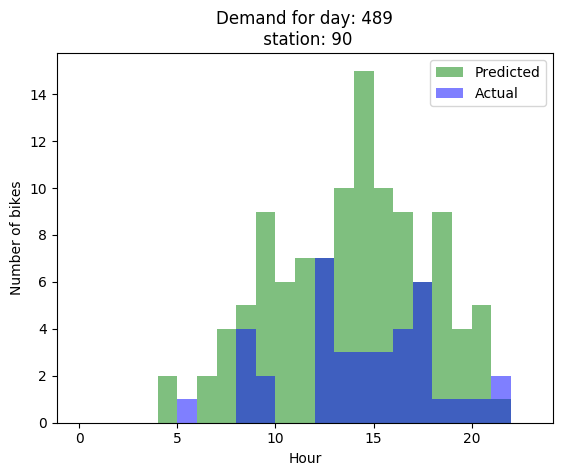 Demand for day: 489
station: 90
Predicted
Actual
Number of bikes
14
12
10
8
6
4
2
0
0
5
10
15
20
Hour